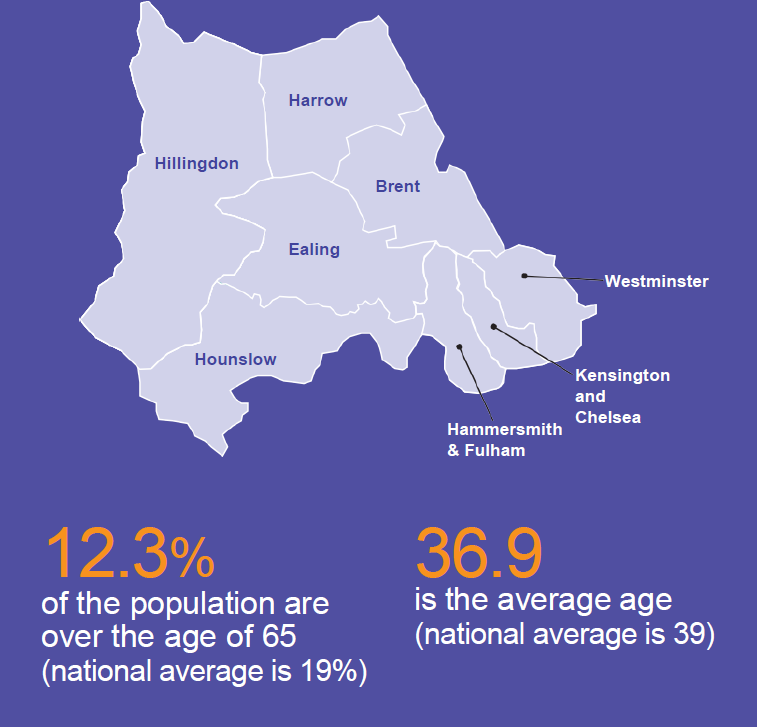 Harrow
Hillingdon
Brent
Ealing
Westminster
Hounslow
Kensington
and
Chelsea
Hammersmith
& Fulham
12.3%
of the population are
over the age of 65
(national average is 19%)
36.9
is the average age
(national average is 39)